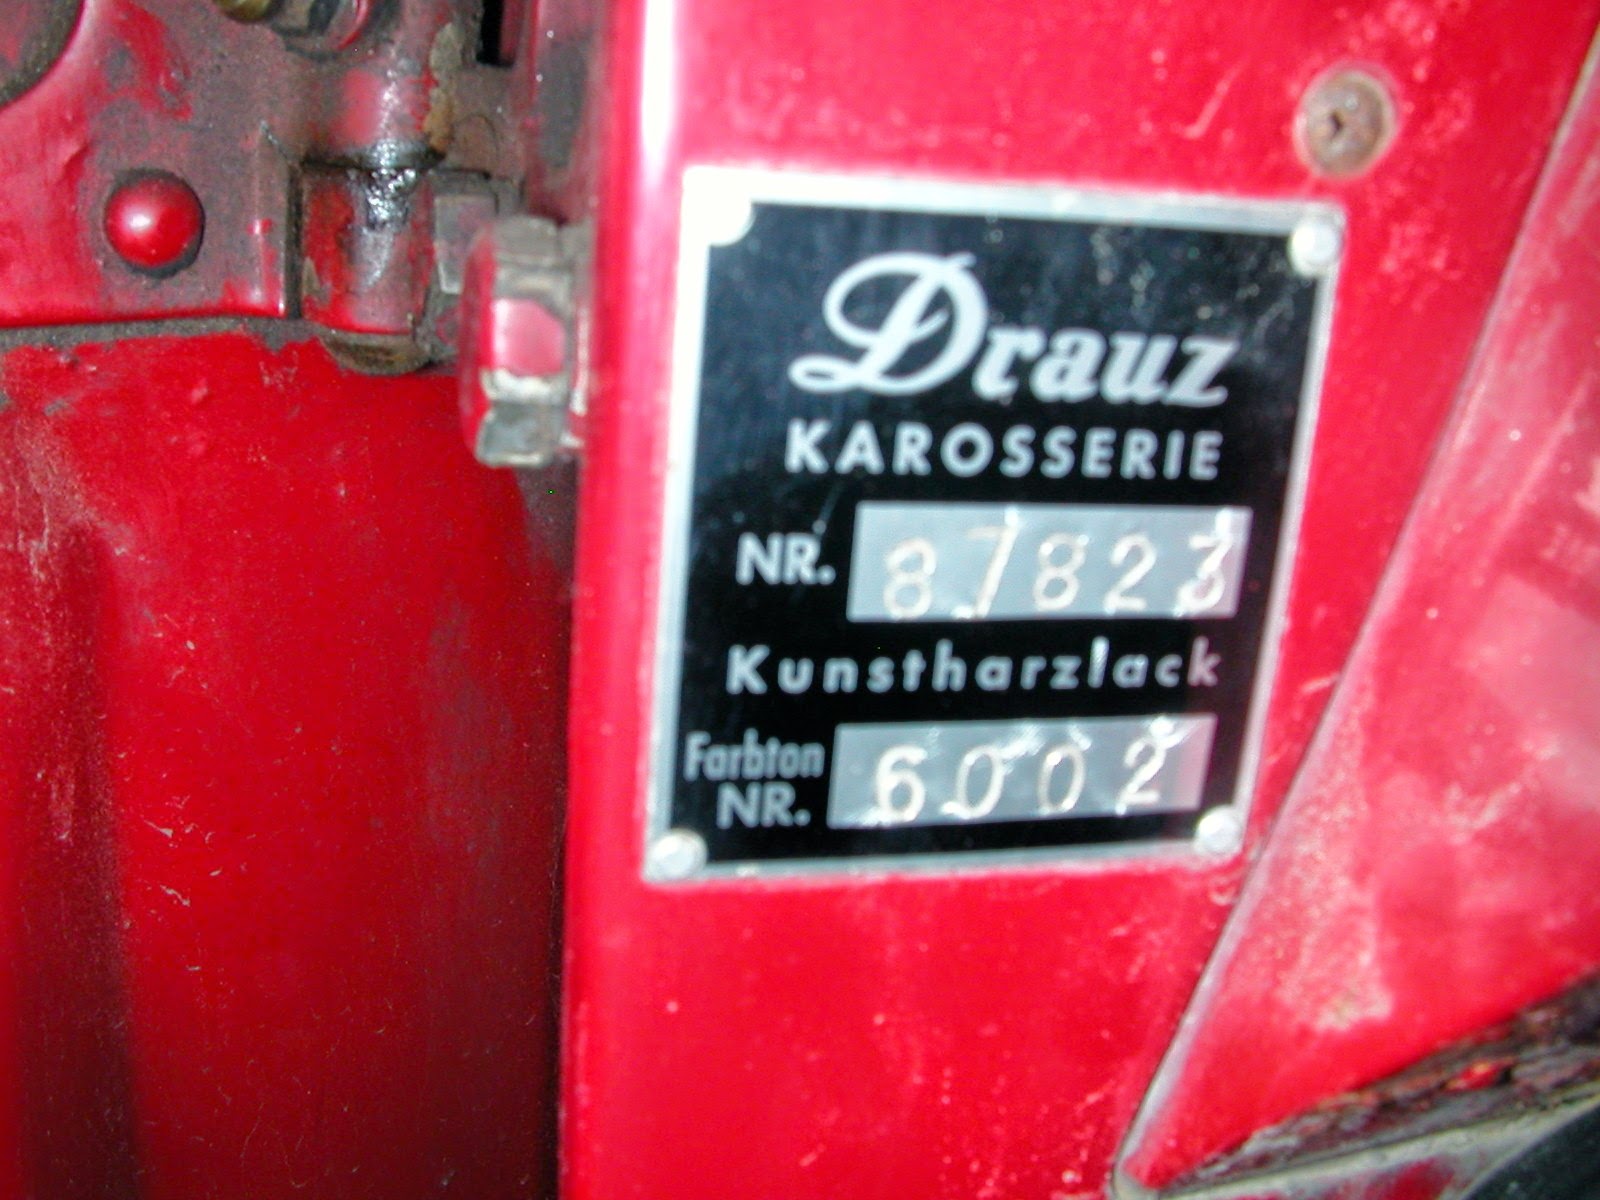 Drauz
KAROSSERIE
NR. 87823
Kunstharzlack
Farbton
NR. 6002